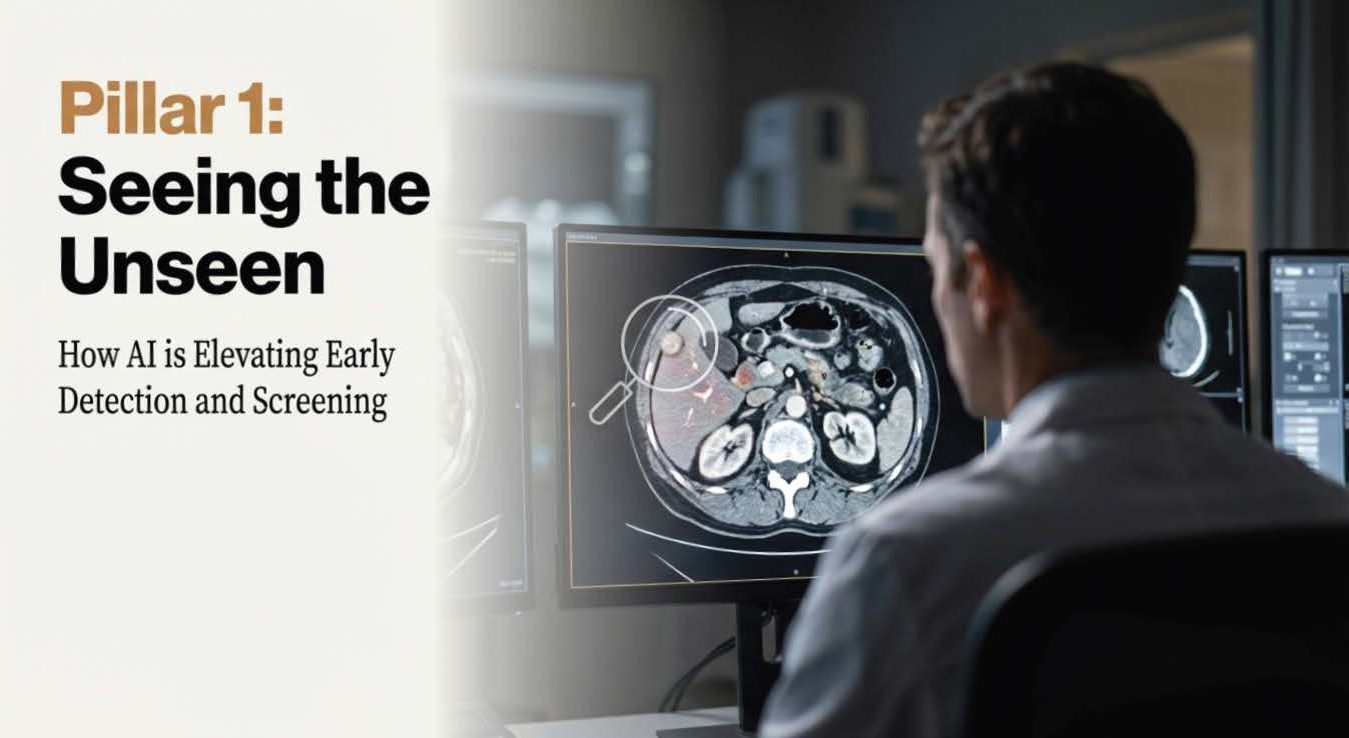 Pillar 1:
Seeing the
Unseen
How AI is Elevating Early
Detection and Screening